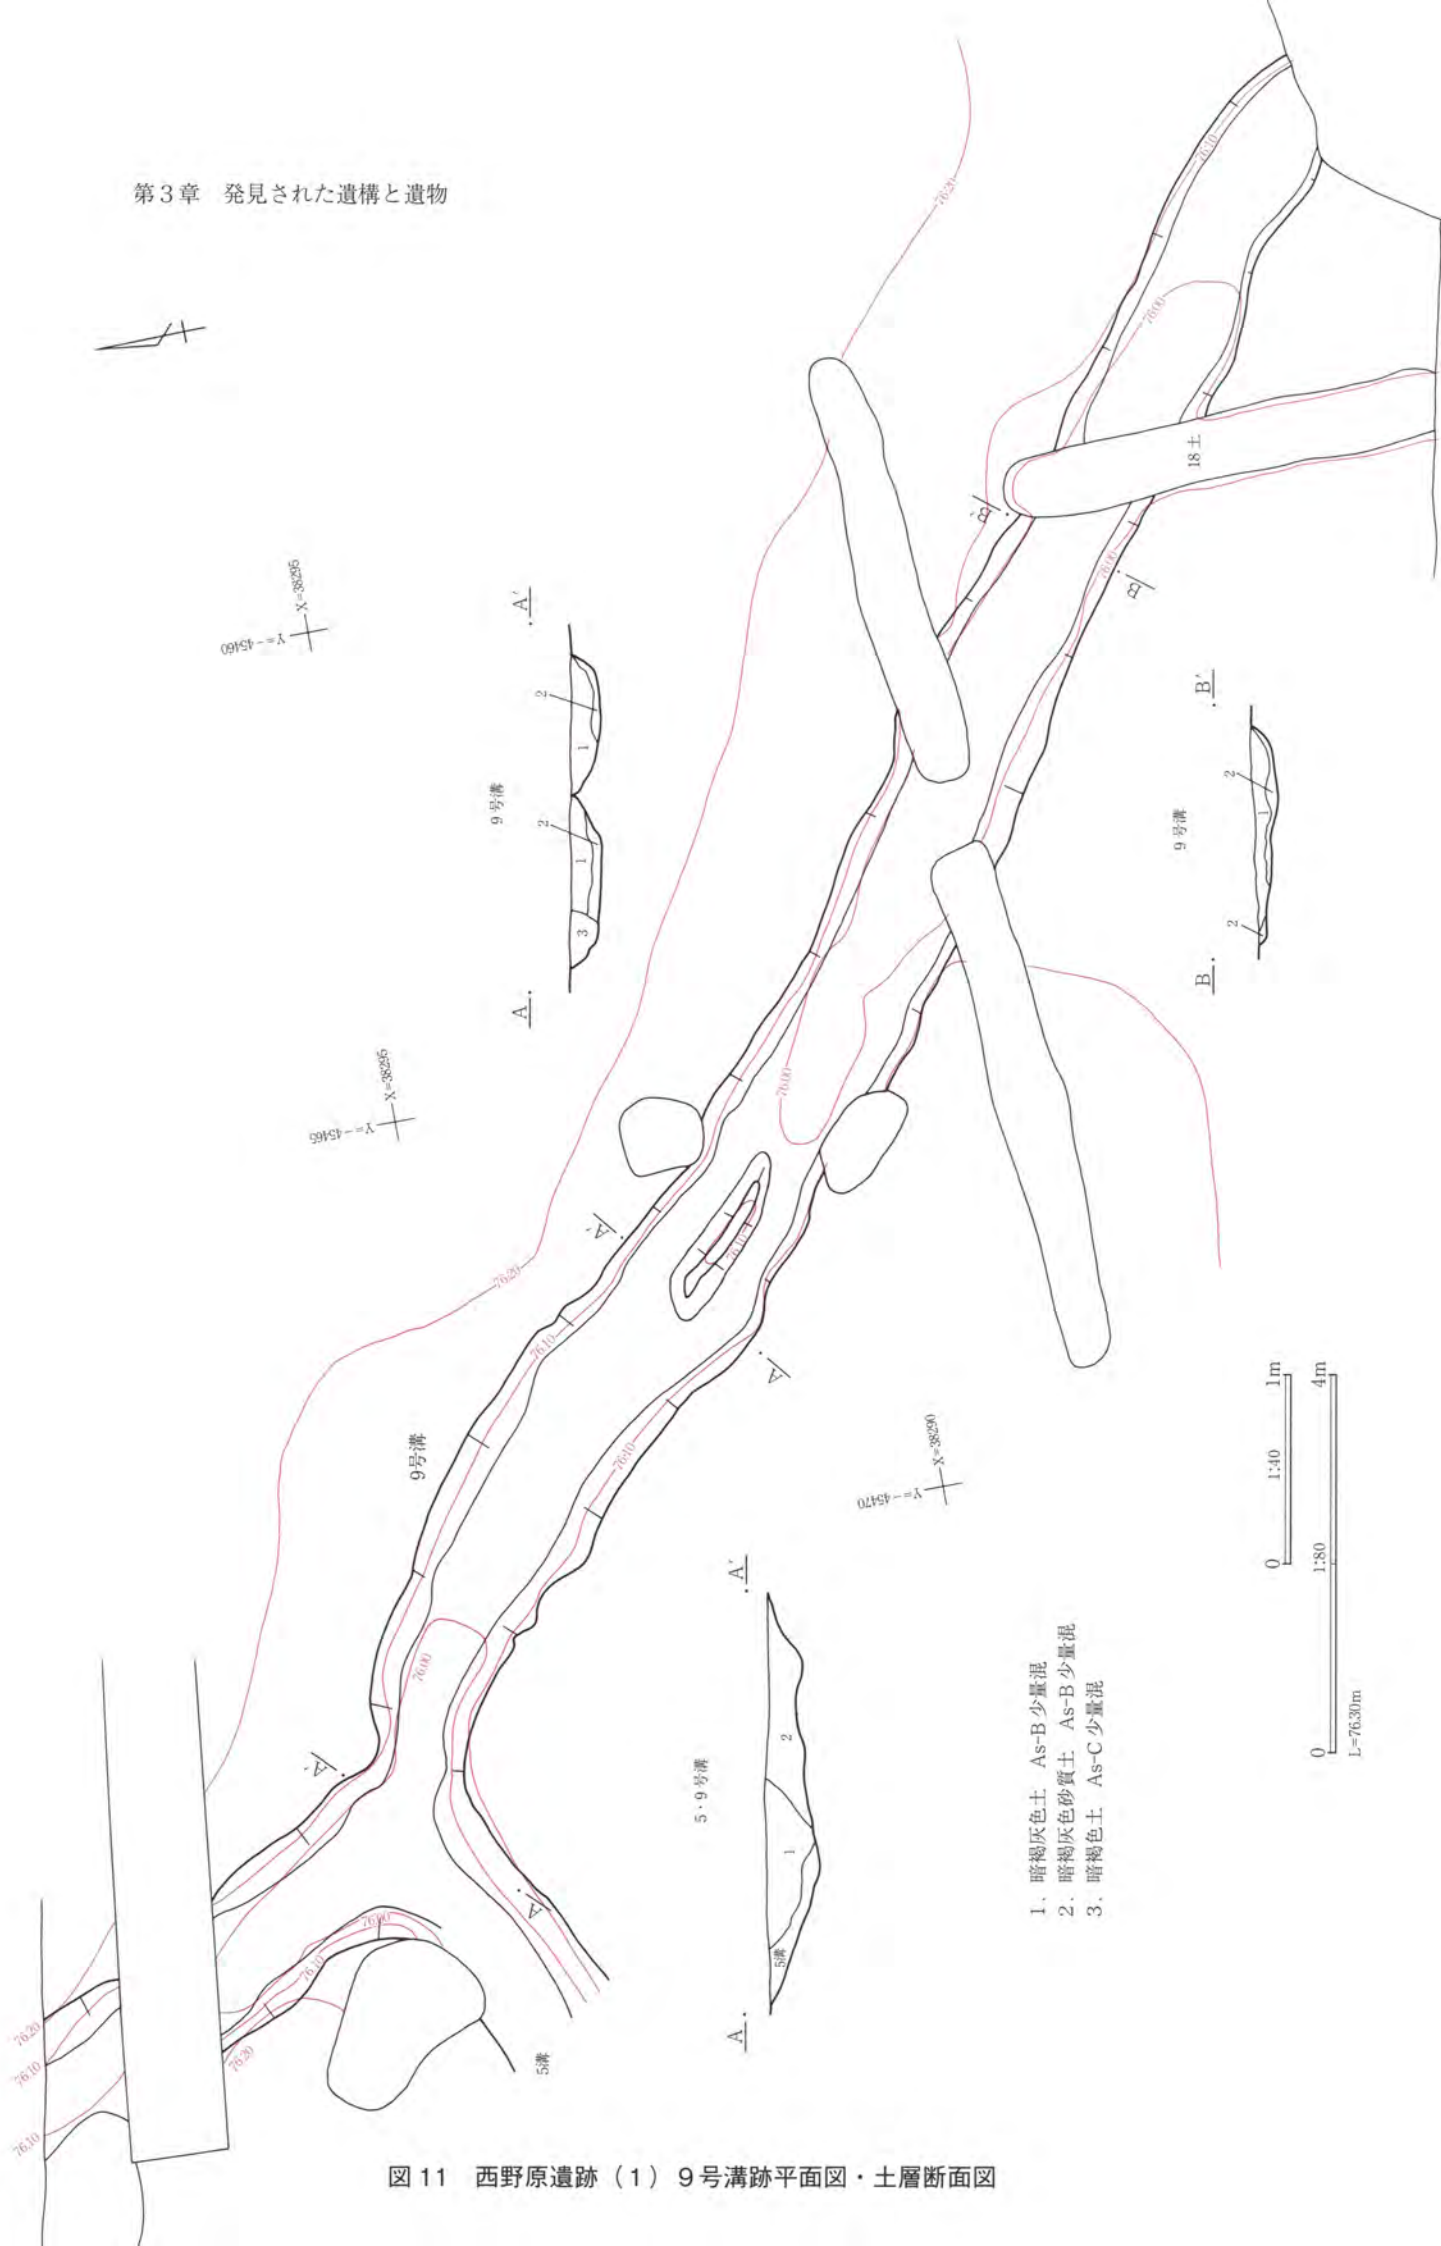 第3章　発見された遺構と遺物
76.20
76.10
76.00
18土
B′
B
76.00
X=38295
Y=-45460
A′
2
1
9号溝
2
1
3
A
B′
2
1
9号溝
2
B
X=38295
Y=-45465
76.00
A′
76.10
76.20
76.10
A
9号溝
76.10
X=38290
Y=-45470
76.00
A′
A
A′
2
5・9号溝
1
5溝
A
1．暗褐灰色土　As-B 少量混
2．暗褐灰色砂質土　As-B 少量混
3．暗褐色土　As-C 少量混
0　1:40　1m
0　1:80　4m
L=76.30m
76.00
76.10
76.20
76.20
76.10
76.10
5溝
図 11　西野原遺跡（1）9号溝跡平面図・土層断面図